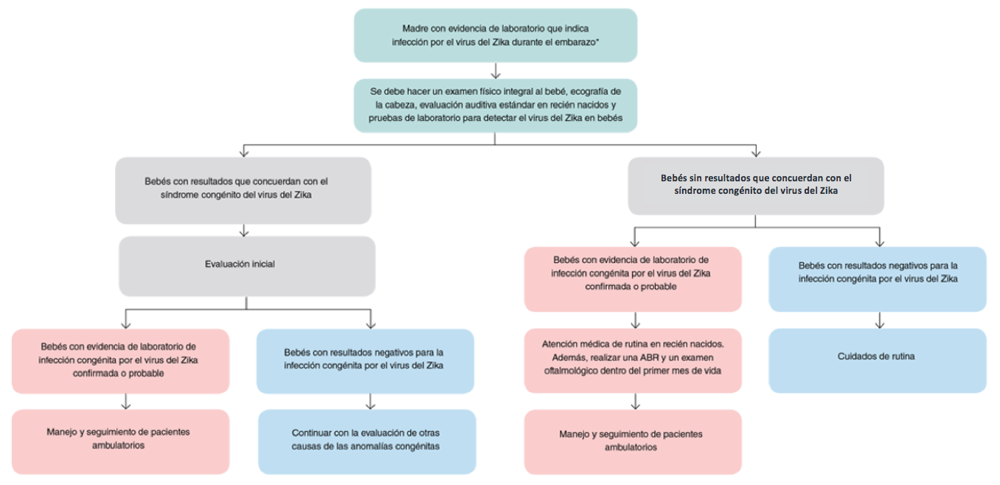 Madre con evidencia de laboratorio que indica
infección por el virus del Zika durante el embarazo*
Se debe hacer un examen físico integral al bebé, ecografía de
la cabeza, evaluación auditiva estándar en recién nacidos y
pruebas de laboratorio para detectar el virus del Zika en bebés
Bebés con resultados que concuerdan con el
síndrome congénito del virus del Zika
Evaluación inicial
Bebés con evidencia de laboratorio de
infección congénita por el virus del Zika
confirmada o probable
Manejo y seguimiento de pacientes
ambulatorios
Bebés con resultados negativos para la
infección congénita por el virus del Zika
Continuar con la evaluación de otras
causas de las anomalías congénitas
Bebés sin resultados que concuerdan con el
síndrome congénito del virus del Zika
Bebés con evidencia de laboratorio de
infección congénita por el virus del Zika
confirmada o probable
Atención médica de rutina en recién nacidos.
Además, realizar una ABR y un examen
oftalmológico dentro del primer mes de vida
Manejo y seguimiento de pacientes
ambulatorios
Bebés con resultados negativos para la
infección congénita por el virus del Zika
Cuidados de rutina